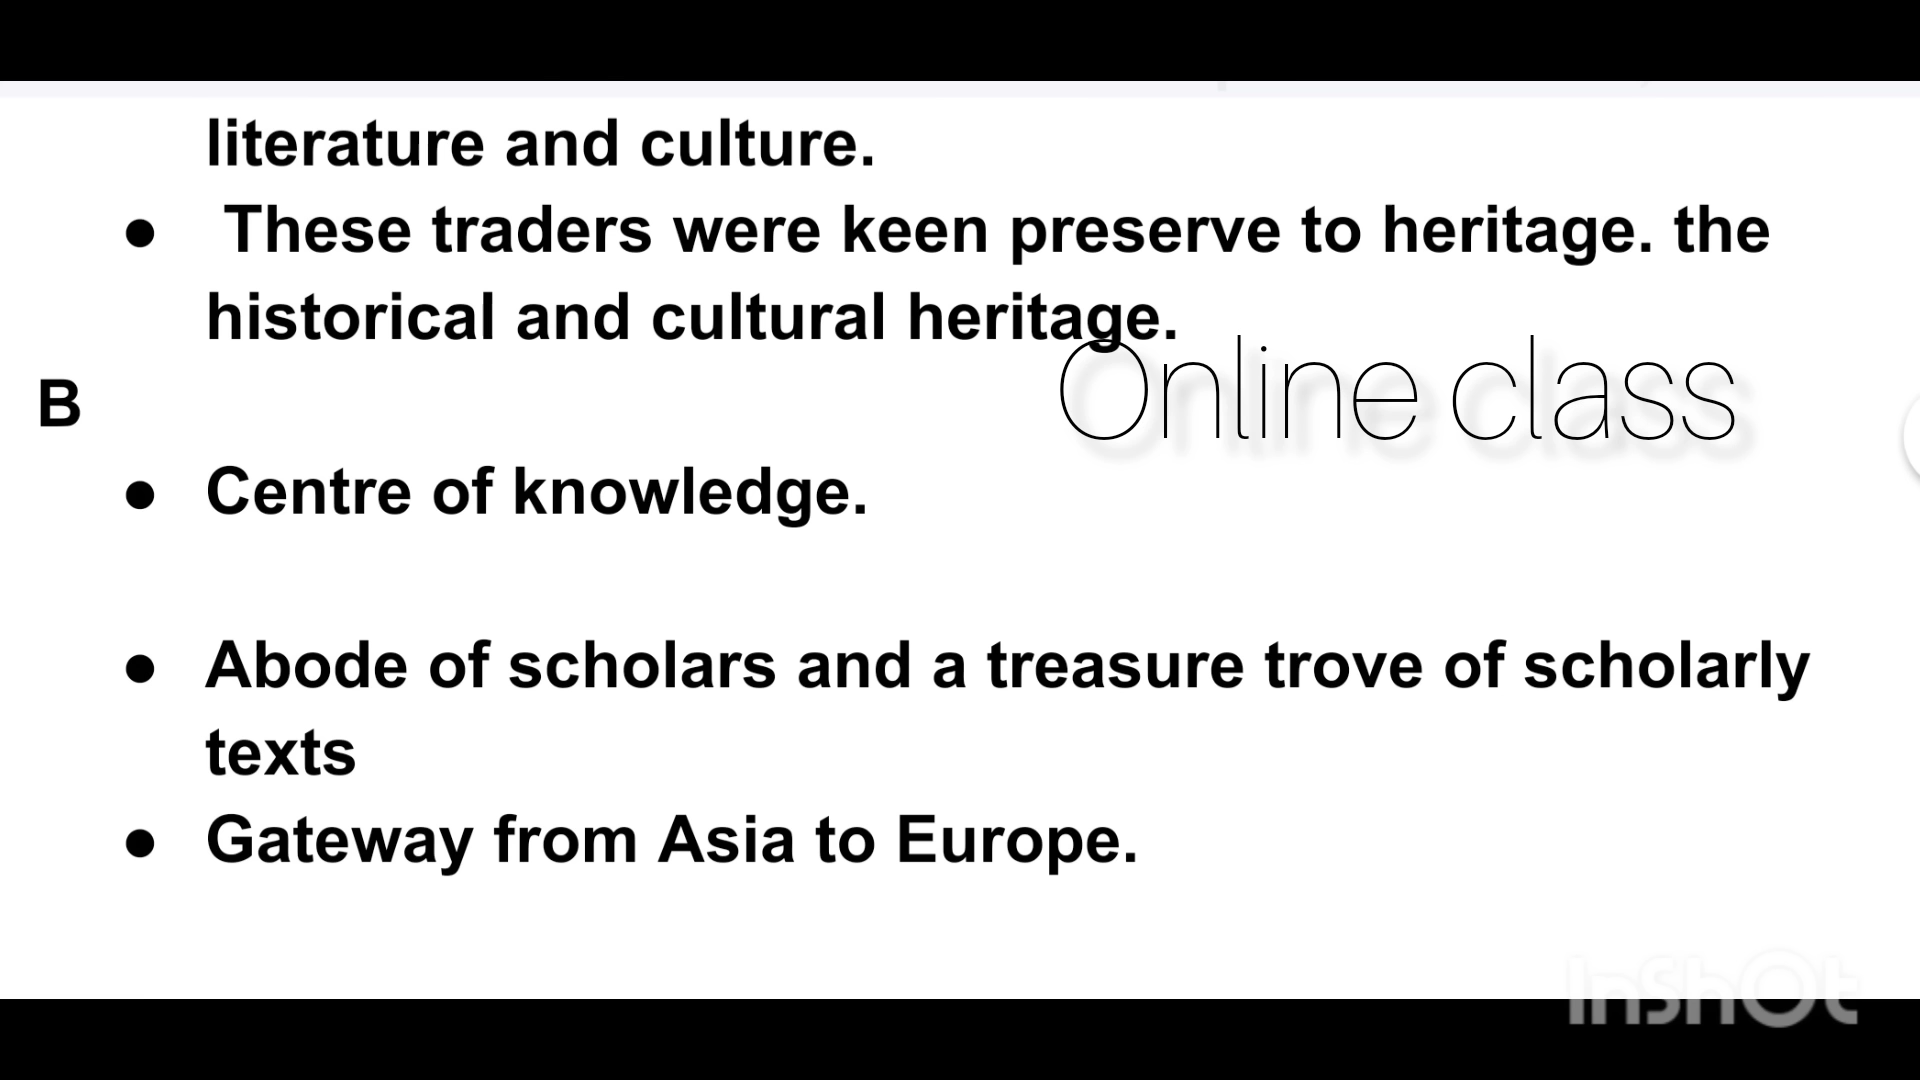 literature and culture.
● These traders were keen preserve to heritage. the
historical and cultural heritage.
Online class
B
● Centre of knowledge.
● Abode of scholars and a treasure trove of scholarly
texts
● Gateway from Asia to Europe.
InShOt